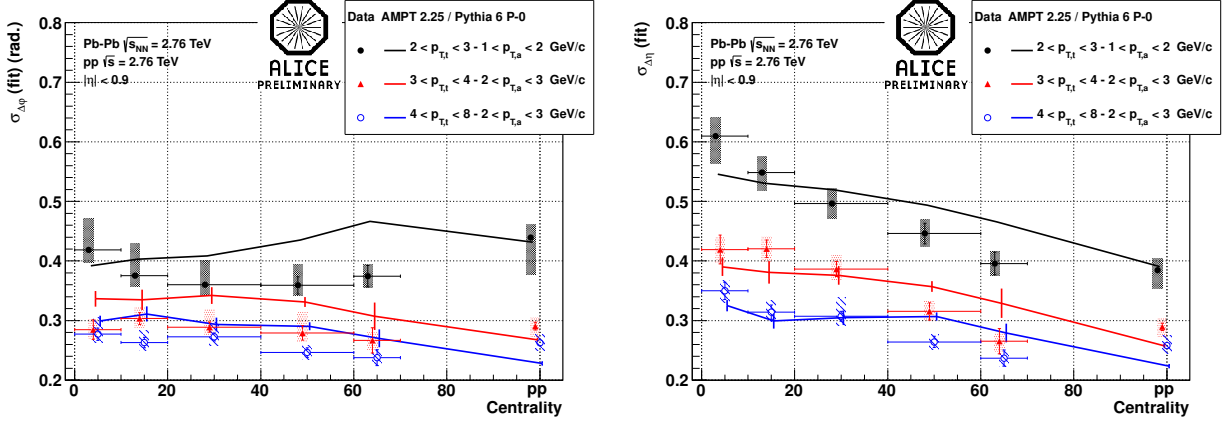 σΔφ (fit) (rad.)
0.8
0.7
0.6
0.5
0.4
0.3
0.2
Pb-Pb √sNN = 2.76 TeV
pp √s = 2.76 TeV
|η| < 0.9
ALICE
PRELIMINARY
Data AMPT 2.25 / Pythia 6 P-0
2 < pT,t < 3 - 1 < pT,a < 2 GeV/c
3 < pT,t < 4 - 2 < pT,a < 3 GeV/c
4 < pT,t < 8 - 2 < pT,a < 3 GeV/c
0 20 40 60 80 pp
Centrality
σΔη (fit)
0.8
0.7
0.6
0.5
0.4
0.3
0.2
Pb-Pb √sNN = 2.76 TeV
pp √s = 2.76 TeV
|η| < 0.9
ALICE
PRELIMINARY
Data AMPT 2.25 / Pythia 6 P-0
2 < pT,t < 3 - 1 < pT,a < 2 GeV/c
3 < pT,t < 4 - 2 < pT,a < 3 GeV/c
4 < pT,t < 8 - 2 < pT,a < 3 GeV/c
0 20 40 60 80 pp
Centrality